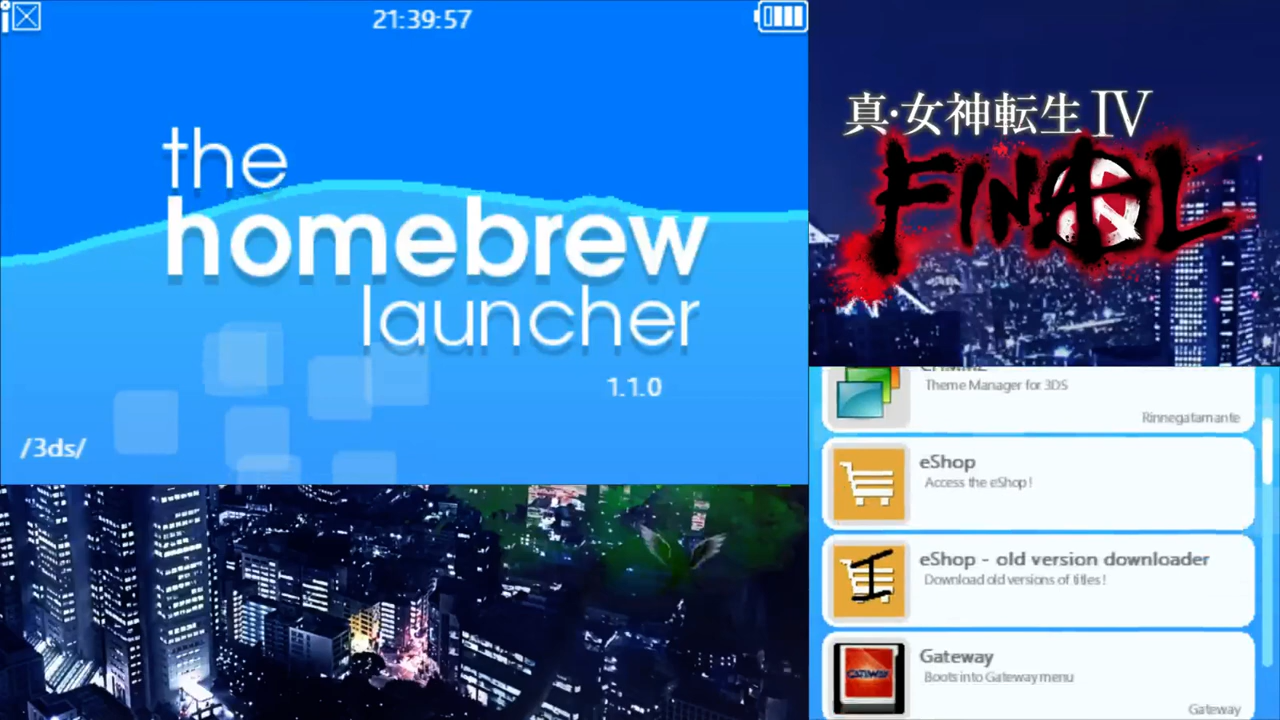 21:39:57
the
homebrew
launcher
1.1.0
/3ds/
真・女神転生IV
FINAL
Theme Manager for 3DS
Rinnegatamante
eShop
Access the eShop !
eShop - old version downloader
Download old versions of titles !
Gateway
Boots into Gateway menu
GATEWAY
Gateway